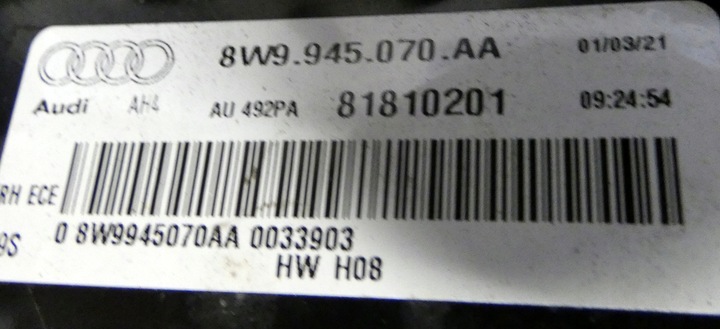 8W9.945.070.AA 01/03/21
Audi AH4 AU 492PA 81810201 09:24:54
RH ECE
0 8W9945070AA 0033903
9S HW H08